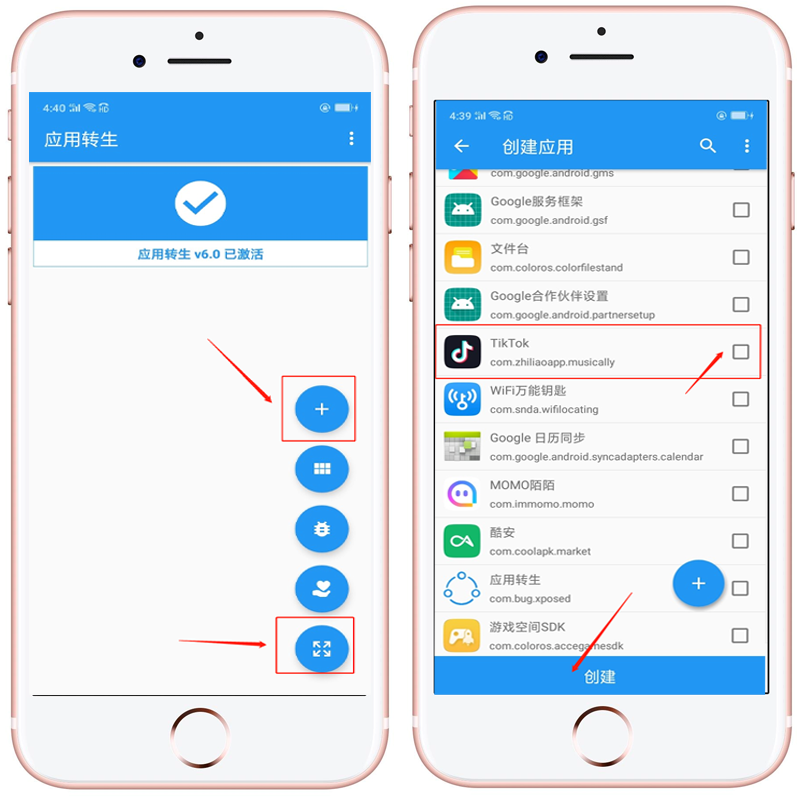 4:40
HD
应用转生
应用转生 v6.0 已激活
4:39
HD
创建应用
com.google.android.gms
Google服务框架
com.google.android.gsf
文件台
com.coloros.colorfilestand
Google合作伙伴设置
com.google.android.partnersetup
TikTok
com.zhiliaoapp.musically
WiFi万能钥匙
com.snda.wifilocating
Google 日历同步
com.google.android.syncadapters.calendar
MOMO陌陌
com.immomo.momo
酷安
com.coolapk.market
应用转生
com.bug.xposed
游戏空间SDK
com.coloros.accegamesdk
创建